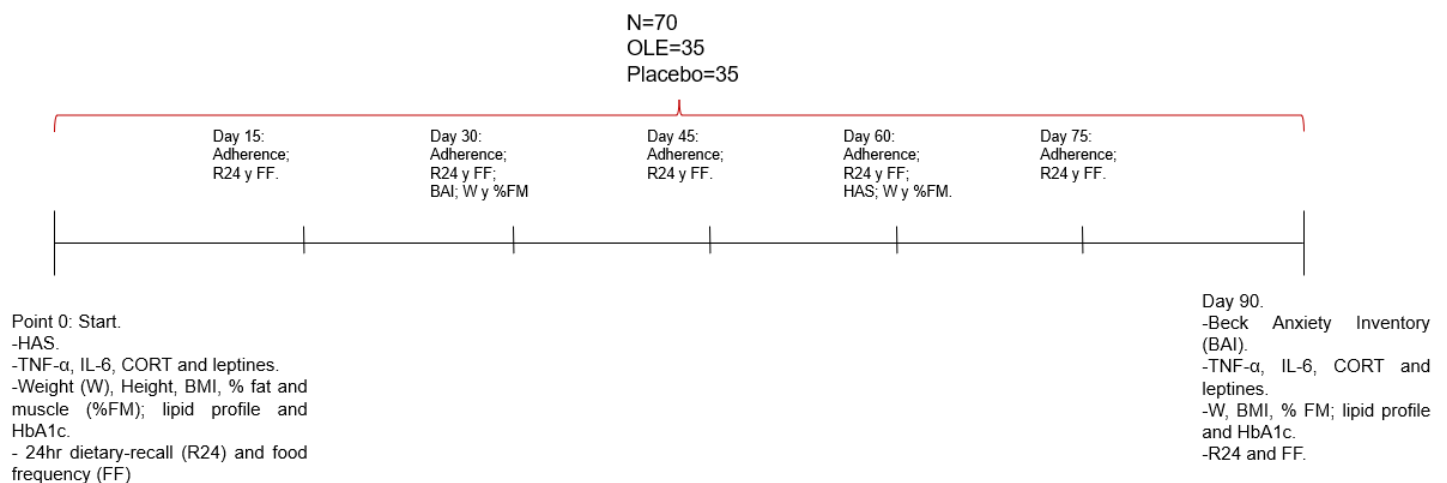 N=70
OLE=35
Placebo=35
Day 15:
Adherence;
R24 y FF.
Day 30:
Adherence;
R24 y FF;
BAI; W y %FM
Day 45:
Adherence;
R24 y FF.
Day 60:
Adherence;
R24 y FF;
HAS; W y %FM.
Day 75:
Adherence;
R24 y FF.
Point 0: Start.
-HAS.
-TNF-α, IL-6, CORT and leptines.
-Weight (W), Height, BMI, % fat and
muscle (%FM); lipid profile and
HbA1c.
- 24hr dietary-recall (R24) and food
frequency (FF)
Day 90.
-Beck Anxiety Inventory
(BAI).
-TNF-α, IL-6, CORT and
leptines.
-W, BMI, % FM; lipid profile
and HbA1c.
-R24 and FF.